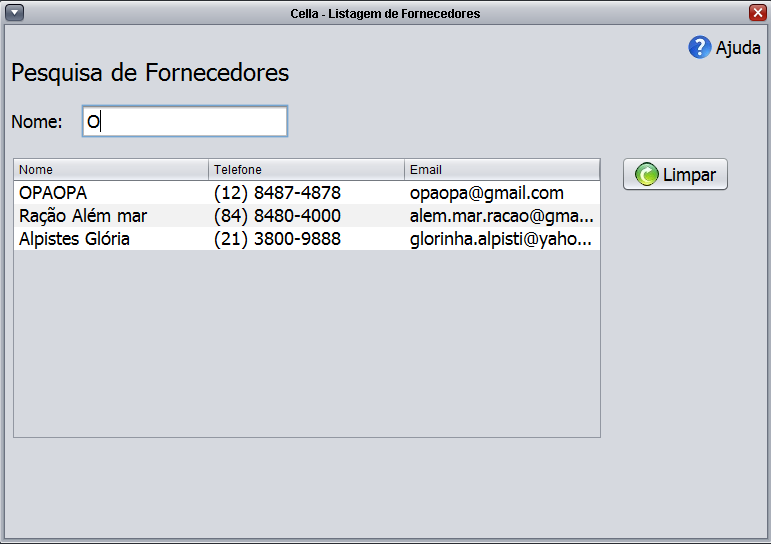 Cella - Listagem de Fornecedores
Ajuda
Pesquisa de Fornecedores
Nome: O
Nome Telefone Email
Limpar
OPAOPA (12) 8487-4878 opaopa@gmail.com
Ração Além mar (84) 8480-4000 alem.mar.racao@gma...
Alpistes Glória (21) 3800-9888 glorinha.alpisti@yaho...